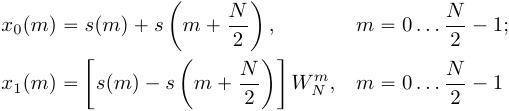 x_0(m) = s(m) + s\left(m + \frac{N}{2}\right), \quad m = 0 \ldots \frac{N}{2} - 1;
x_1(m) = \left[s(m) - s\left(m + \frac{N}{2}\right)\right] W_N^m, \quad m = 0 \ldots \frac{N}{2} - 1